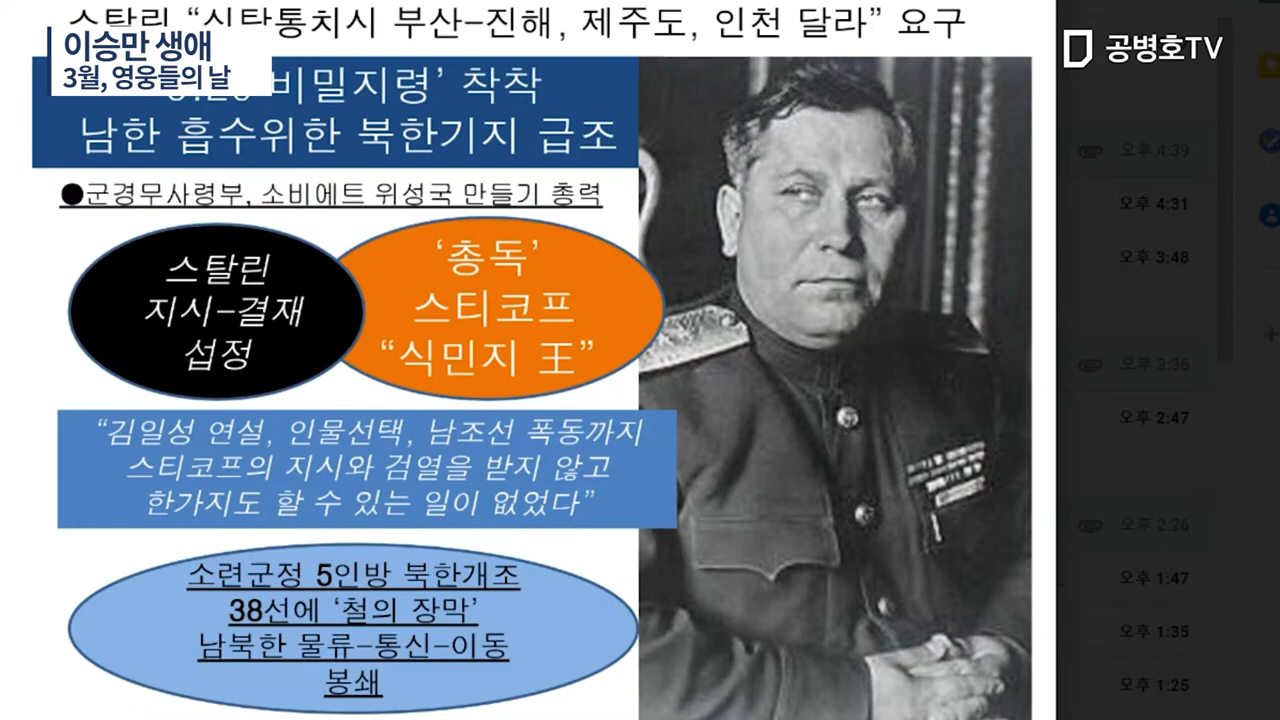 스탈린 “신탁통치시 부산-진해, 제주도, 인천 달라” 요구
이승만 생애
3월, 영웅들의 날
공병호TV
비밀지령’ 착착
남한 흡수위한 북한기지 급조
●군경무사령부, 소비에트 위성국 만들기 총력
스탈린
지시-결재
섭정
‘총독’
스티코프
“식민지 王”
“김일성 연설, 인물선택, 남조선 폭동까지
스티코프의 지시와 검열을 받지 않고
한가지도 할 수 있는 일이 없었다”
소련군정 5인방 북한개조
38선에 ‘철의 장막’
남북한 물류-통신-이동
봉쇄
오후 4:39
오후 4:31
오후 3:48
오후 3:36
오후 2:47
오후 2:26
오후 1:47
오후 1:35
오후 1:25